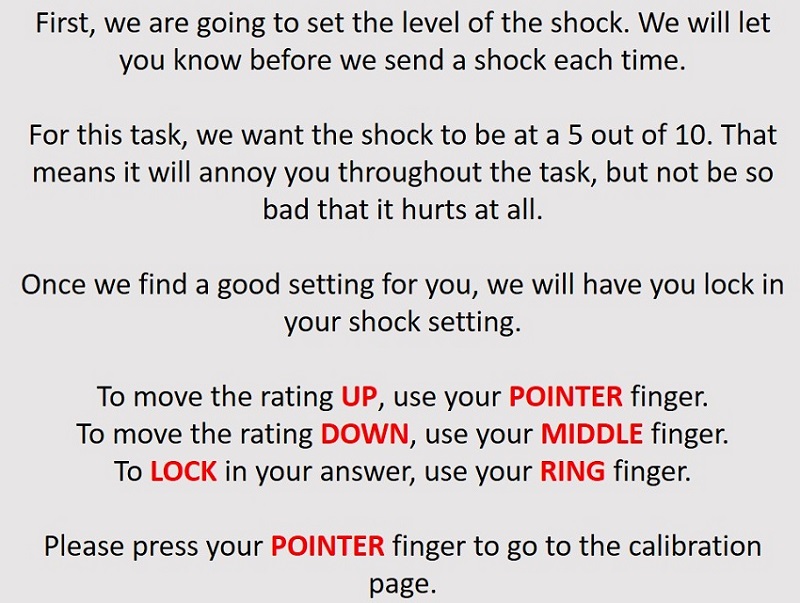 First, we are going to set the level of the shock. We will let
you know before we send a shock each time.
For this task, we want the shock to be at a 5 out of 10. That
means it will annoy you throughout the task, but not be so
bad that it hurts at all.
Once we find a good setting for you, we will have you lock in
your shock setting.
To move the rating UP, use your POINTER finger.
To move the rating DOWN, use your MIDDLE finger.
To LOCK in your answer, use your RING finger.
Please press your POINTER finger to go to the calibration
page.